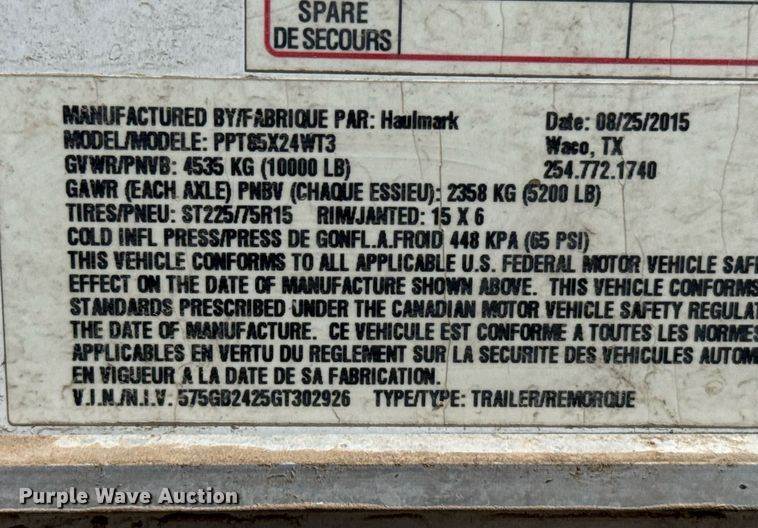 SPARE
DE SECOURS
MANUFACTURED BY/FABRIQUE PAR: Haulmark Date: 08/25/2015
MODEL/MODELE: PPT85X24WT3 Waco, TX
GVWR/PNVB: 4535 KG (10000 LB) 254.772.1740
GAWR (EACH AXLE) PNBV (CHAQUE ESSIEU): 2358 KG (5200 LB)
TIRES/PNEU: ST225/75R15 RIM/JANTED: 15 X 6
COLD INFL PRESS/PRESS DE GONFL.A.FROID 448 KPA (65 PSI)
THIS VEHICLE CONFORMS TO ALL APPLICABLE U.S. FEDERAL MOTOR VEHICLE SAF
EFFECT ON THE DATE OF MANUFACTURE SHOWN ABOVE. THIS VEHICLE CONFORMS
STANDARDS PRESCRIBED UNDER THE CANADIAN MOTOR VEHICLE SAFETY REGULAT
THE DATE OF MANUFACTURE. CE VEHICULE EST CONFORME A TOUTES LES NORMES
APPLICABLES EN VERTU DU REGLEMENT SUR LA SECURITE DES VEHICULES AUTOM
EN VIGUEUR A LA DATE DE SA FABRICATION.
V.I.N./N.I.V. 575GB2425GT302926 TYPE/TYPE: TRAILER/REMORQUE
Purple Wave Auction